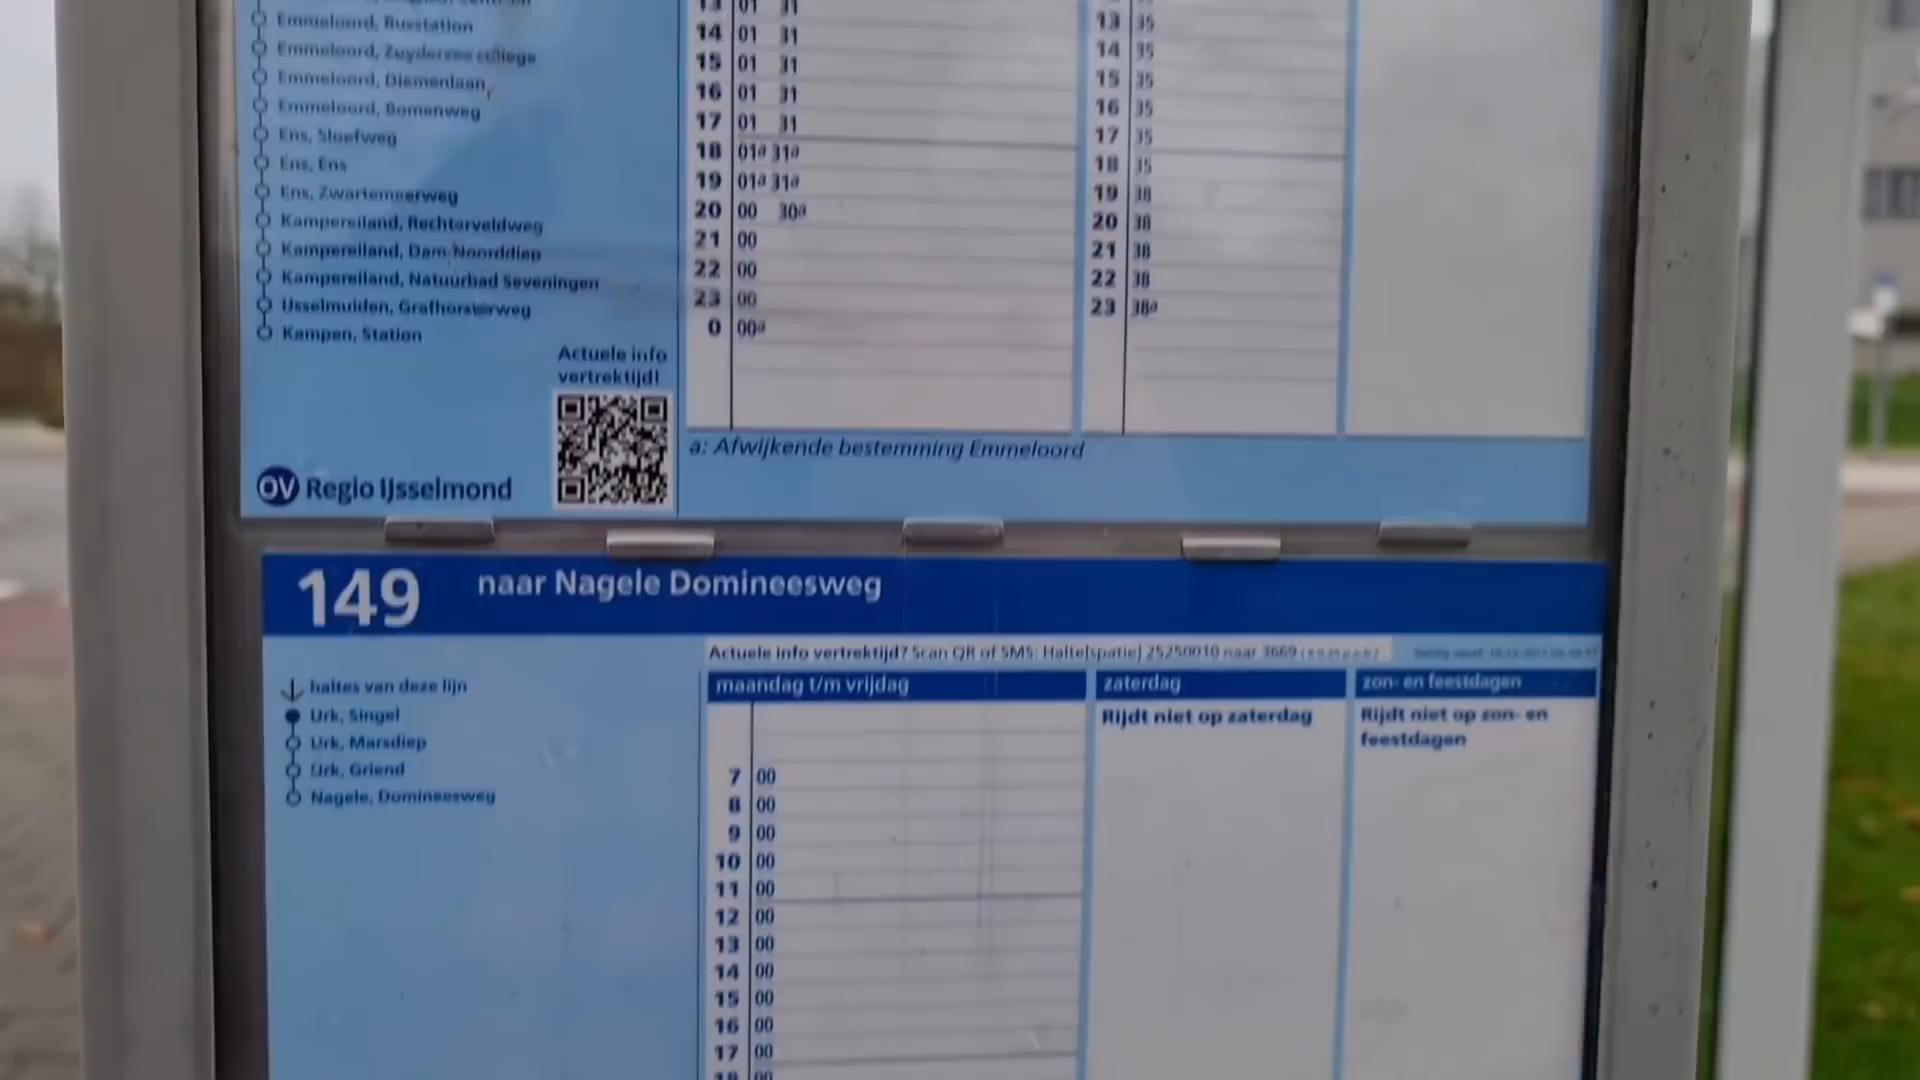 Emmeloord, Busstation
Emmeloord, Zuyderzee college
Emmeloord, Diemenlaan
Emmeloord, Bomenweg
Ens, Sloefweg
Ens, Ens
Ens, Zwartemeerweg
Kampereiland, Rechterveldweg
Kampereiland, Dam Noorddiep
Kampereiland, Natuurbad Seveningen
IJsselmuiden, Grafhorsterweg
Kampen, Station
Actuele info
vertrektijd!
OV Regio IJsselmond
13 01 31
14 01 31
15 01 31
16 01 31
17 01 31
18 01a 31a
19 01a 31a
20 00 30a
21 00
22 00
23 00
0 00a
13 35
14 35
15 35
16 35
17 35
18 35
19 38
20 38
21 38
22 38
23 38a
a: Afwijkende bestemming Emmeloord
149 naar Nagele Domineesweg
Actuele info vertrektijd? Scan QR of SMS: Halte[spatie] 25250010 naar 3669
haltes van deze lijn
Urk, Singel
Urk, Marsdiep
Urk, Griend
Nagele, Domineesweg
maandag t/m vrijdag
7 00
8 00
9 00
10 00
11 00
12 00
13 00
14 00
15 00
16 00
17 00
18 00
zaterdag
Rijdt niet op zaterdag
zon- en feestdagen
Rijdt niet op zon- en
feestdagen